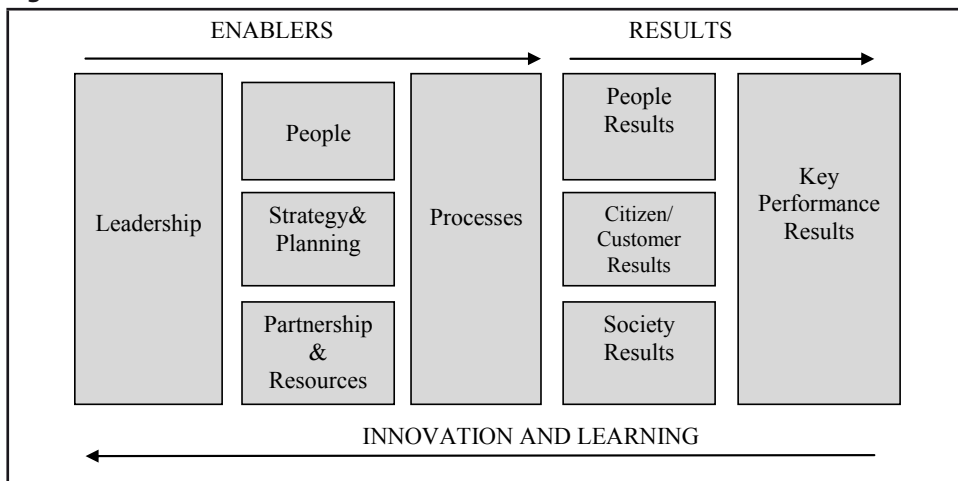 ENABLERS
RESULTS
Leadership
People
Strategy&
Planning
Partnership
&
Resources
Processes
People
Results
Citizen/
Customer
Results
Society
Results
Key
Performance
Results
INNOVATION AND LEARNING